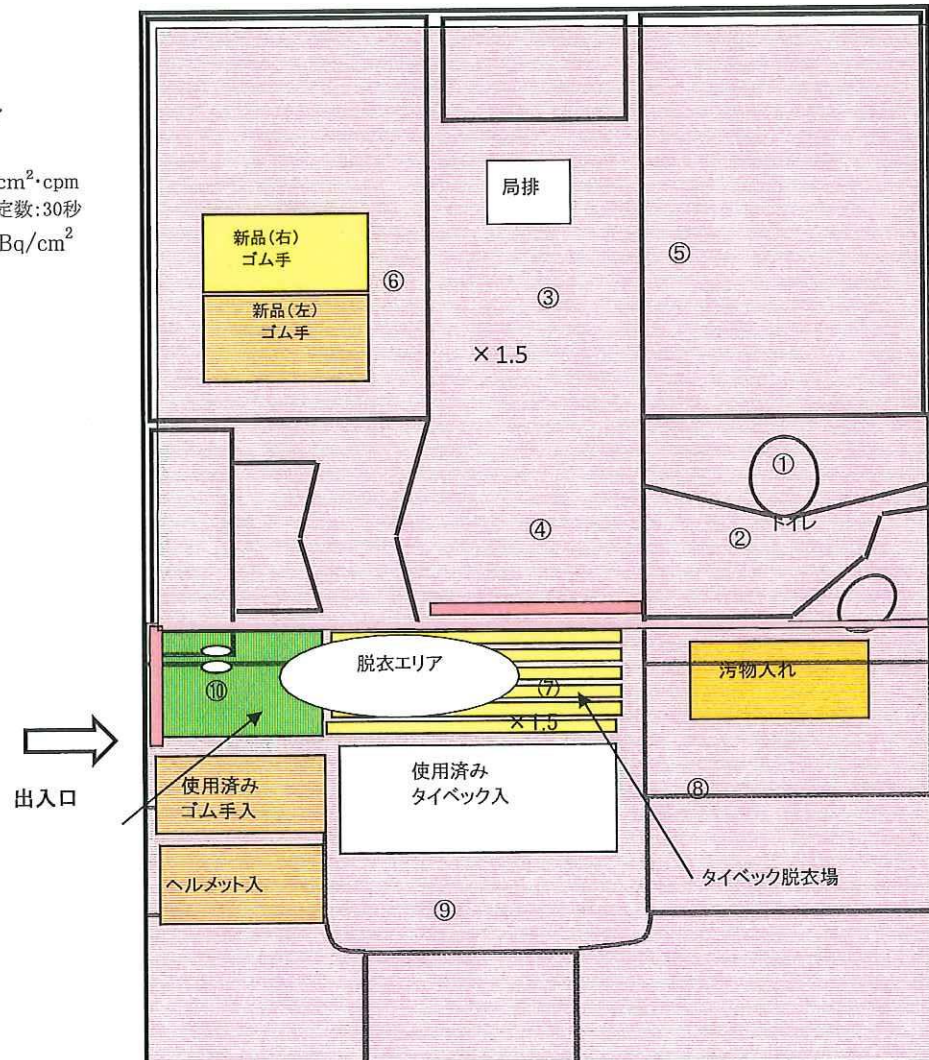 cm²･cpm
定数:30秒
Bq/cm²
局排
新品(右)
ゴム手
⑥
⑤
③
新品(左)
ゴム手
×1.5
①
トイレ
④
②
脱衣エリア
汚物入れ
⑩
(7)
×1.5
出入口
使用済み
ゴム手入
使用済み
タイベック入
⑧
ヘルメット入
タイベック脱衣場
⑨